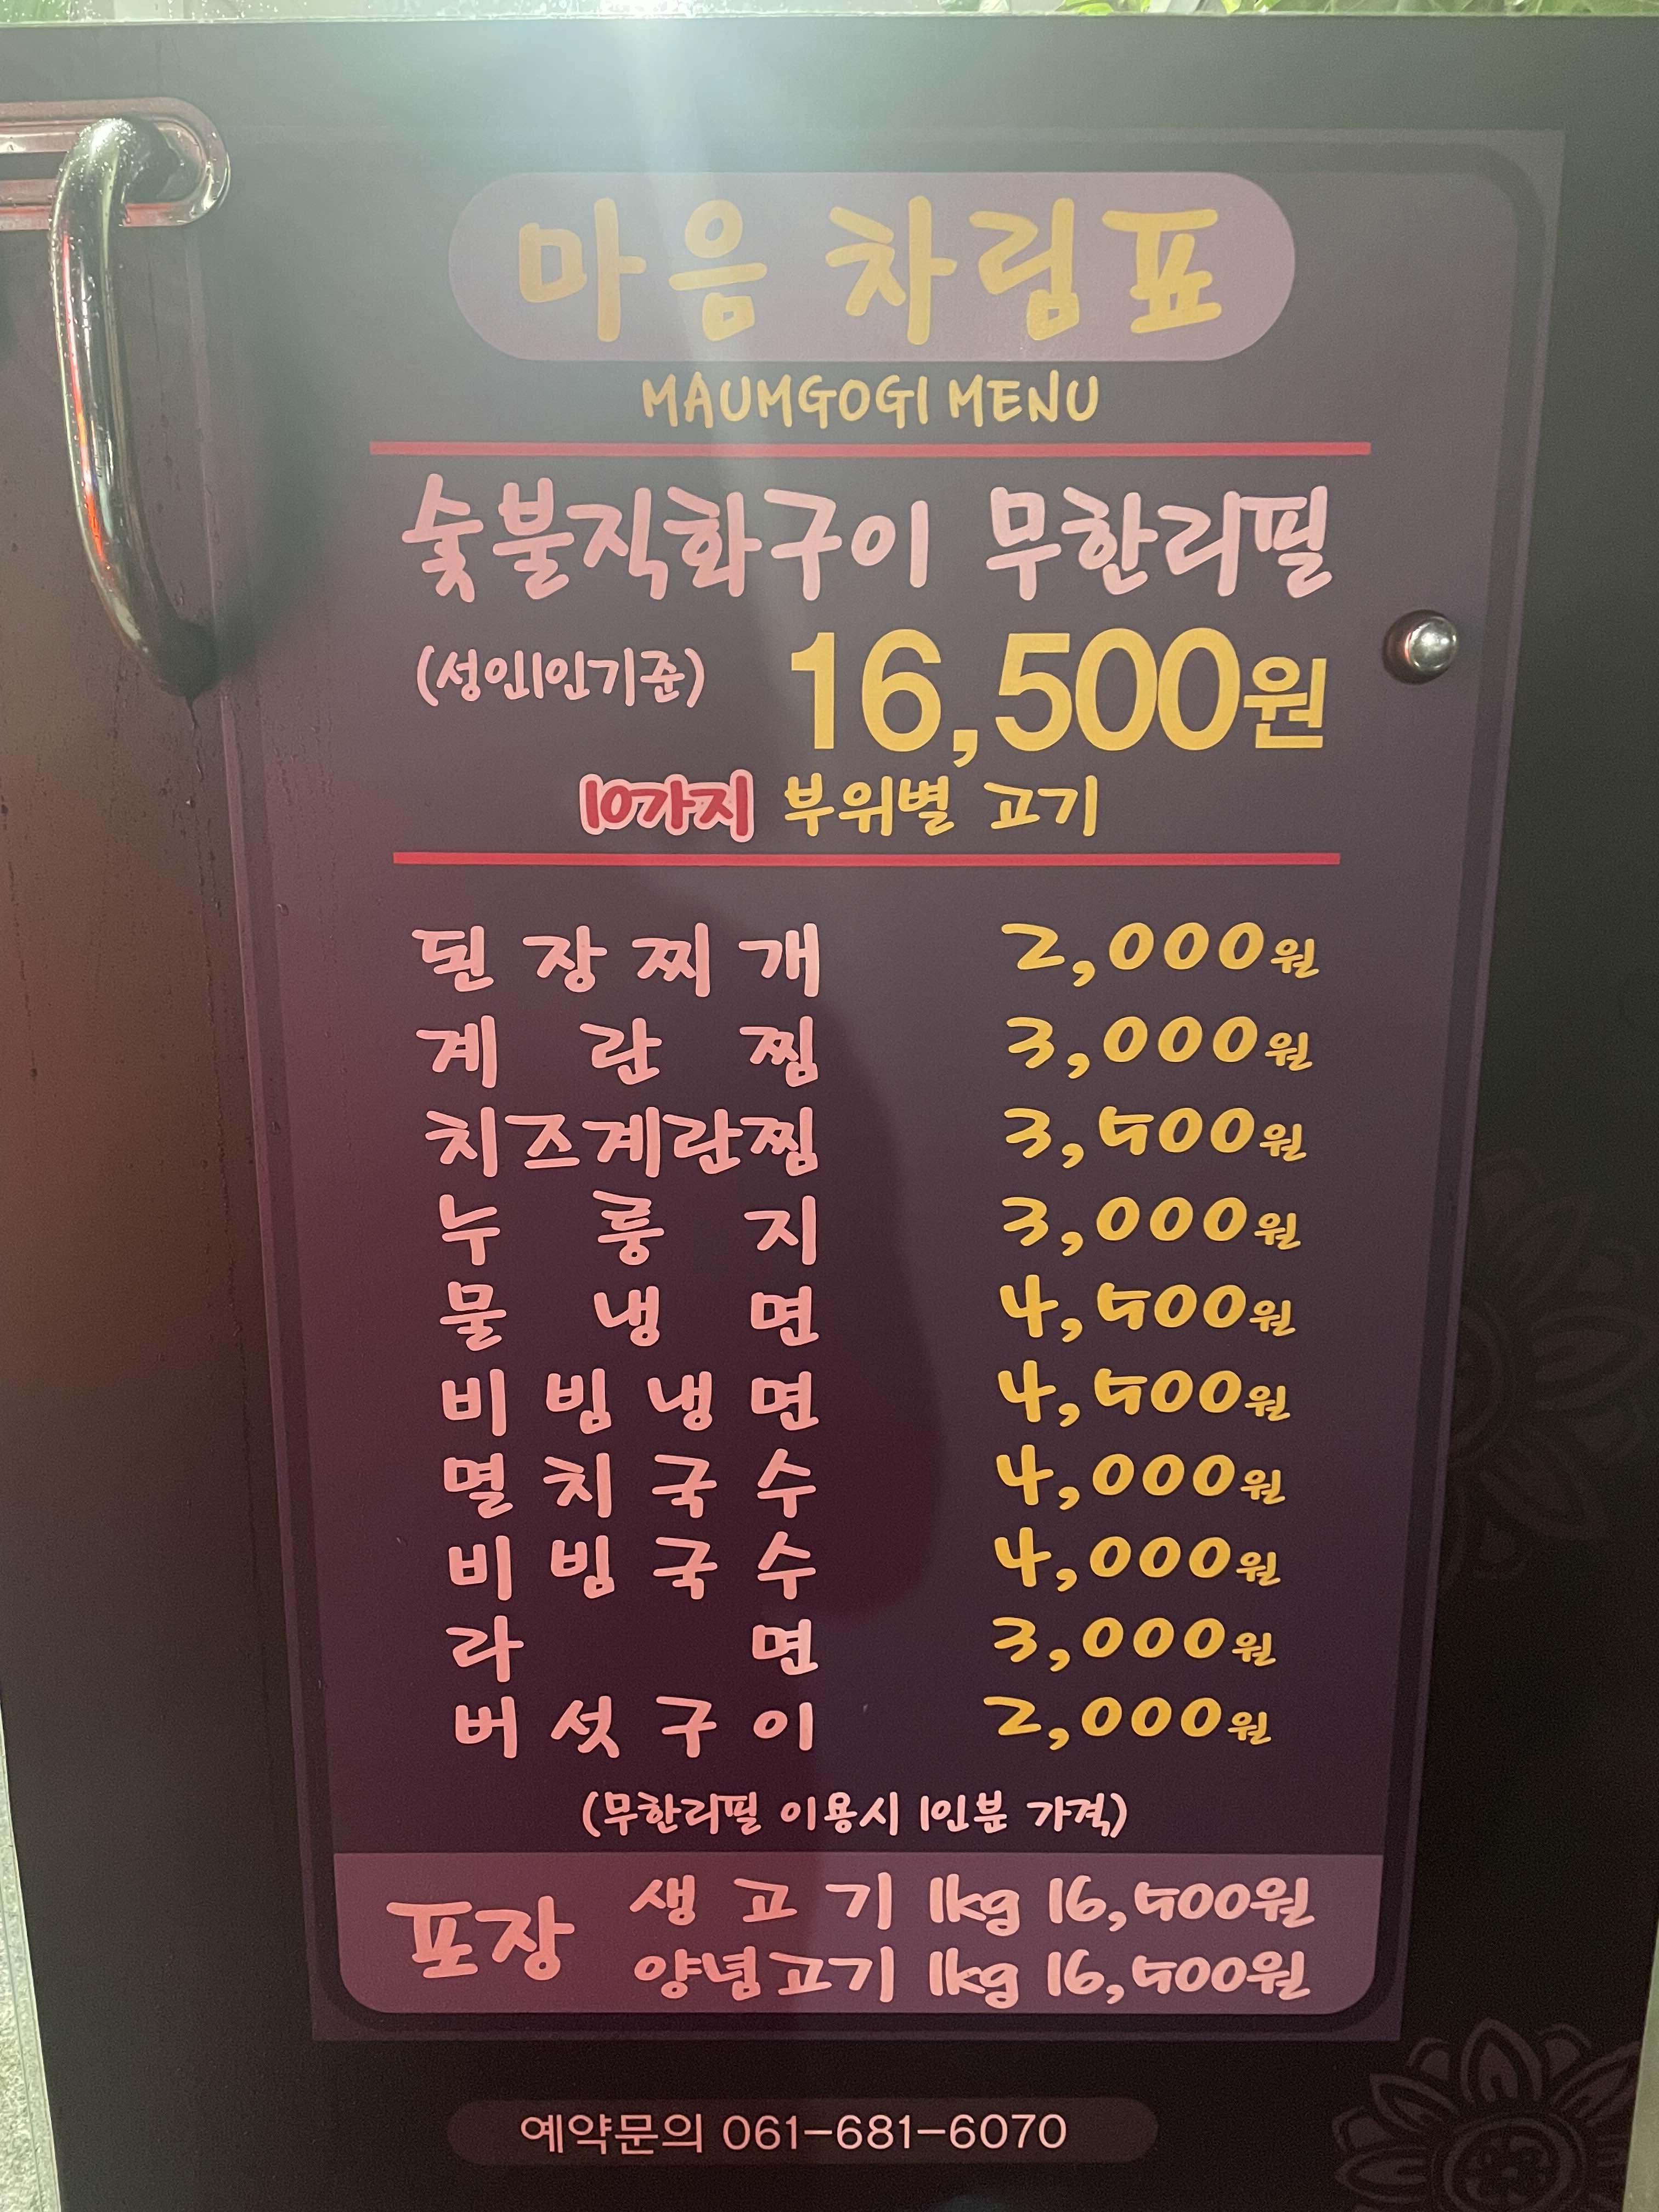 마음 차림표
MAUMGOGI MENU
숯불직화구이 무한리필
(성인1인기준) 16,500원
10가지 부위별 고기
된장찌개 2,000원
계란찜 3,000원
치즈계란찜 3,500원
누룽지 3,000원
물냉면 4,500원
비빔냉면 4,500원
멸치국수 4,000원
비빔국수 4,000원
라면 3,000원
버섯구이 2,000원
(무한리필 이용시 1인분 가격)
포장
생고기 1kg 16,500원
양념고기 1kg 16,500원
예약문의 061-681-6070